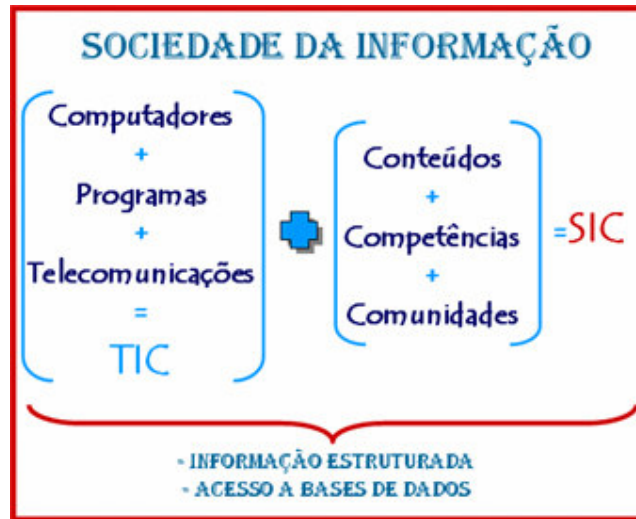 SOCIEDADE DA INFORMAÇÃO
Computadores
+
Programas
+
Telecomunicações
=
TIC
Conteúdos
+
Competências
+
Comunidades
=SIC
- INFORMAÇÃO ESTRUTURADA
- ACESSO A BASES DE DADOS